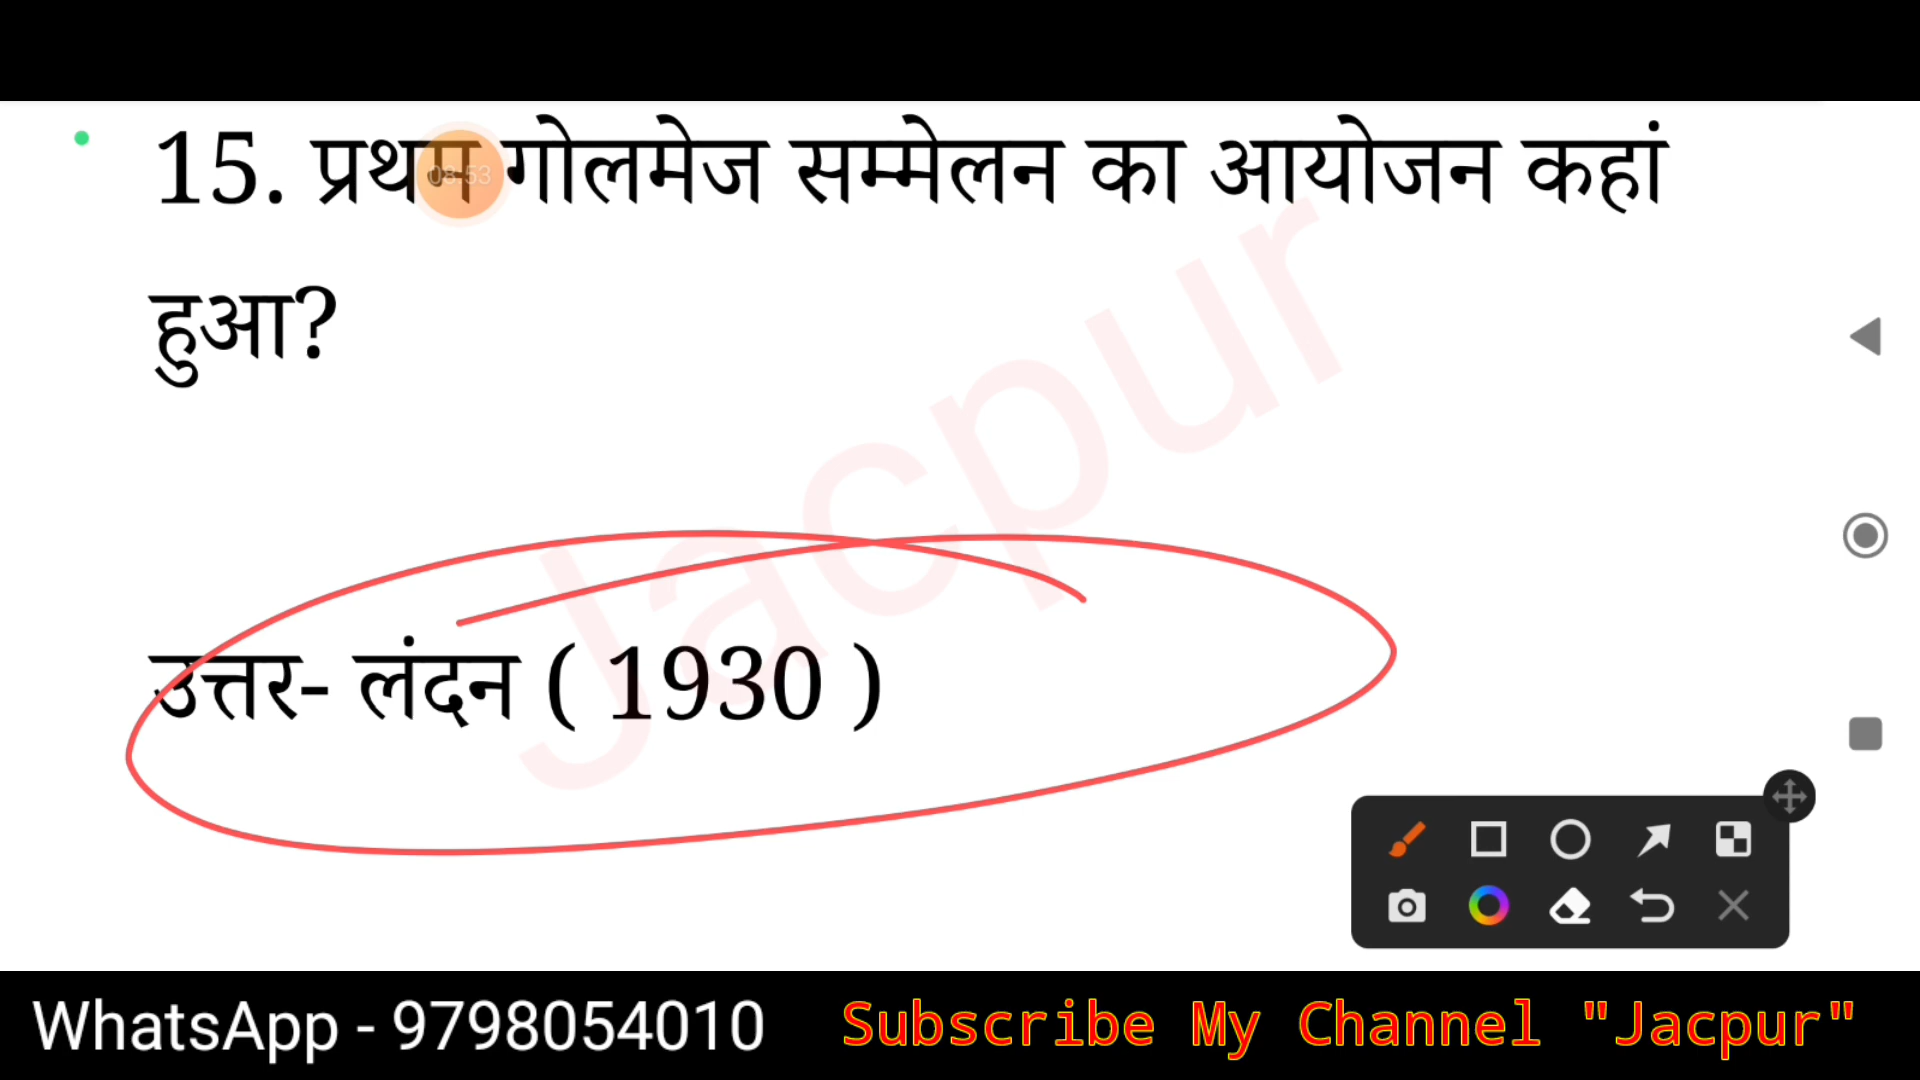 15. प्रथम गोलमेज सम्मेलन का आयोजन कहां
हुआ?
उत्तर- लंदन ( 1930 )
Jacpur
WhatsApp - 9798054010 Subscribe My Channel "Jacpur"